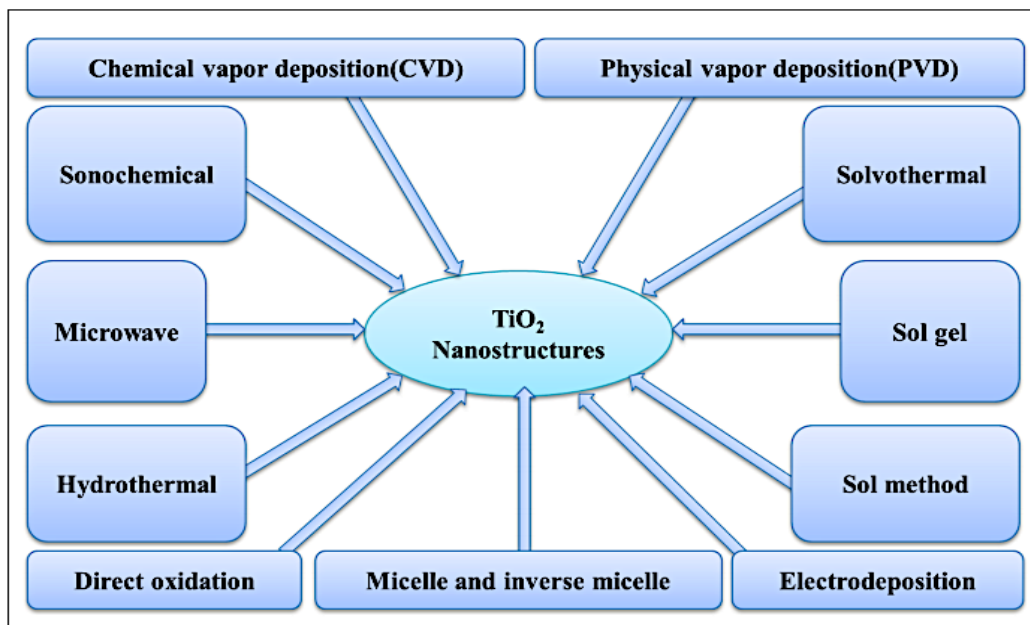 Chemical vapor deposition(CVD)
Physical vapor deposition(PVD)
Sonochemical
Solvothermal
Microwave
TiO₂
Nanostructures
Sol gel
Hydrothermal
Sol method
Direct oxidation
Micelle and inverse micelle
Electrodeposition